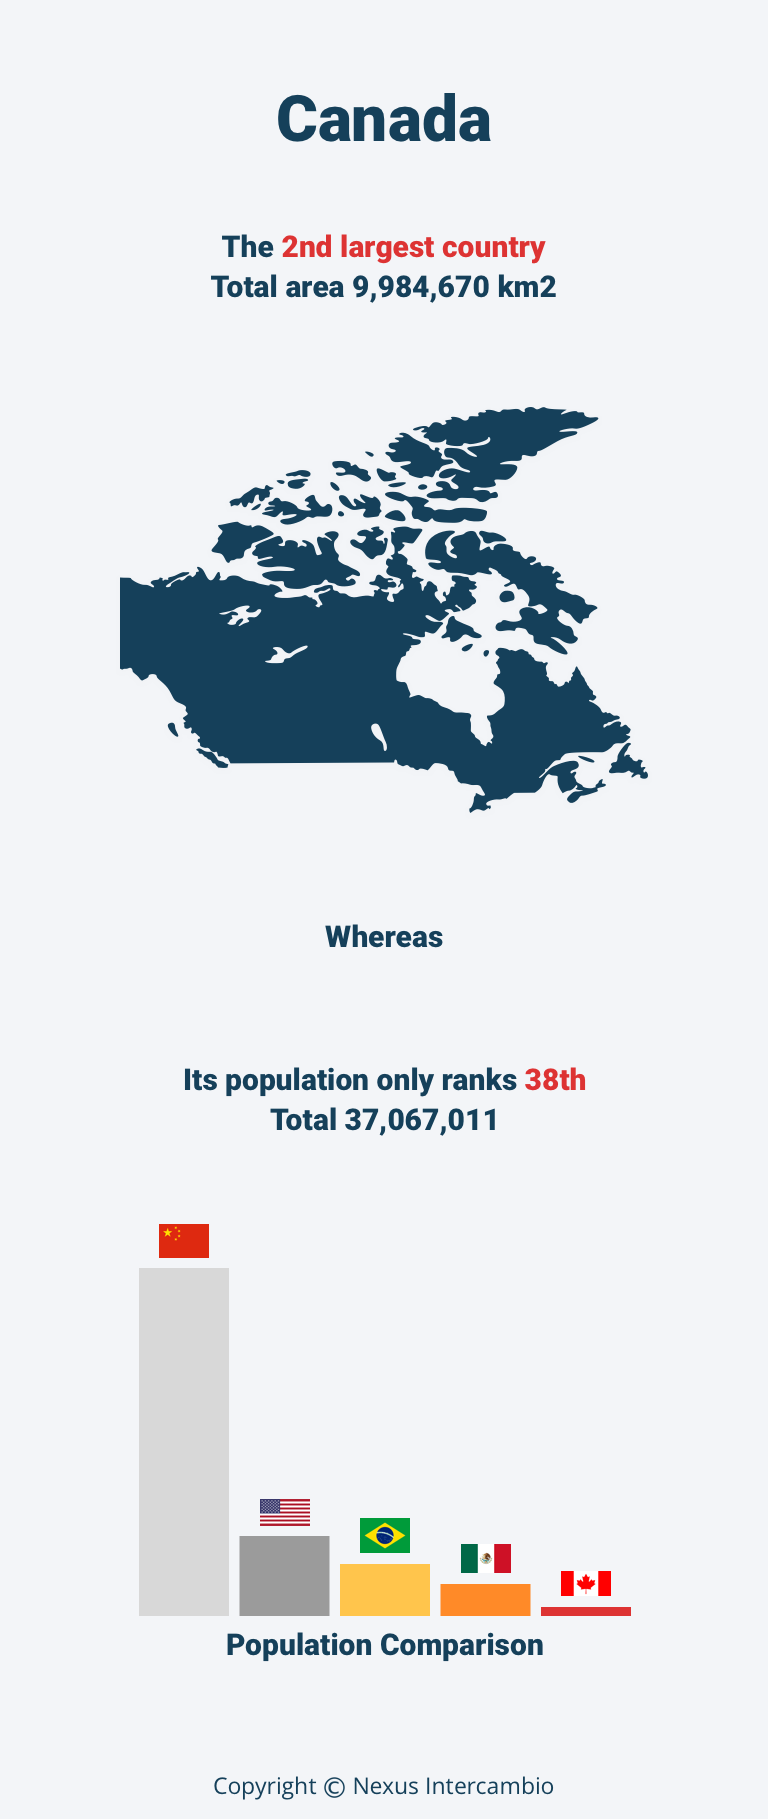 Canada
The 2nd largest country
Total area 9,984,670 km2
Whereas
Its population only ranks 38th
Total 37,067,011
Population Comparison
Copyright © Nexus Intercambio